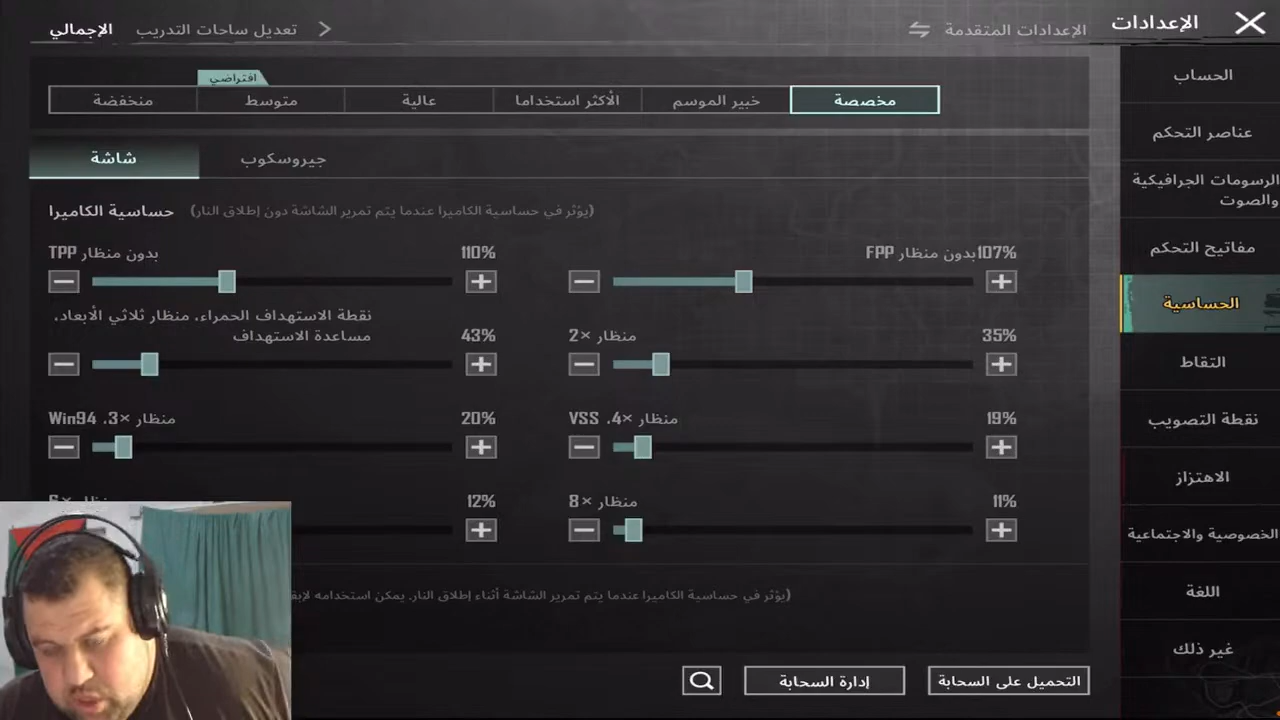 الإعدادات
الإعدادات المتقدمة
تعديل ساحات التدريب
الإجمالي
افتراضي
مخصصة
خبير الموسم
الأكثر استخداما
عالية
متوسط
منخفضة
شاشة
جيروسكوب
حساسية الكاميرا
(يؤثر في حساسية الكاميرا عندما يتم تمرير الشاشة دون إطلاق النار)
بدون منظار TPP
110%
بدون منظار FPP
107%
نقطة الاستهداف الحمراء، منظار ثلاثي الأبعاد،
مساعدة الاستهداف
43%
منظار ×2
35%
منظار ×3، Win94
20%
منظار ×4، VSS
19%
12%
منظار ×8
11%
(يؤثر في حساسية الكاميرا عندما يتم تمرير الشاشة أثناء إطلاق النار. يمكن استخدامه
التحميل على السحابة
إدارة السحابة
الحساب
عناصر التحكم
الرسومات الجرافيكية
والصوت
مفاتيح التحكم
الحساسية
التقاط
نقطة التصويب
الاهتزاز
الخصوصية والاجتماعية
اللغة
غير ذلك